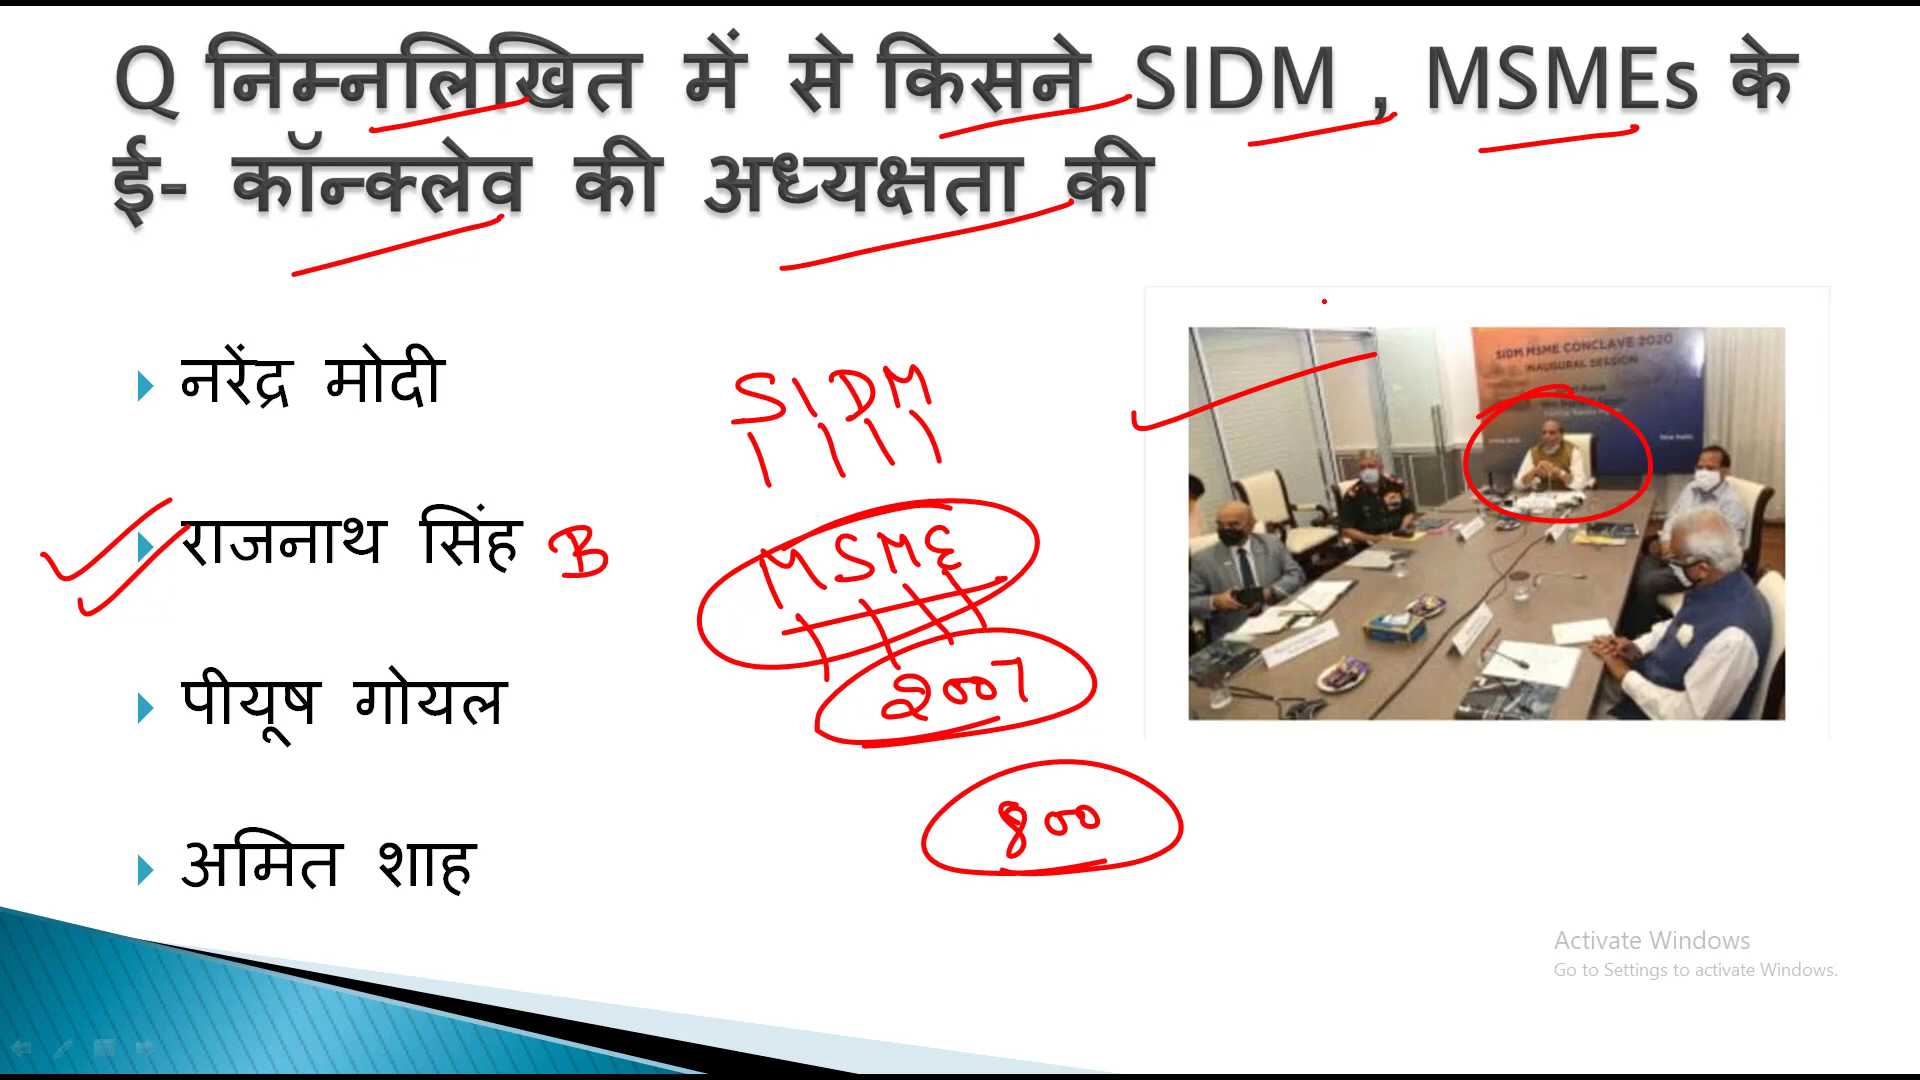 Q निम्नलिखित में से किसने SIDM , MSMEs के
ई- कॉन्क्लेव की अध्यक्षता की
नरेंद्र मोदी
राजनाथ सिंह B
पीयूष गोयल
अमित शाह
SIDM
MSME
2007
800
SIDM MSME CONCLAVE 2020
INAUGURAL SESSION
Activate Windows
Go to Settings to activate Windows.